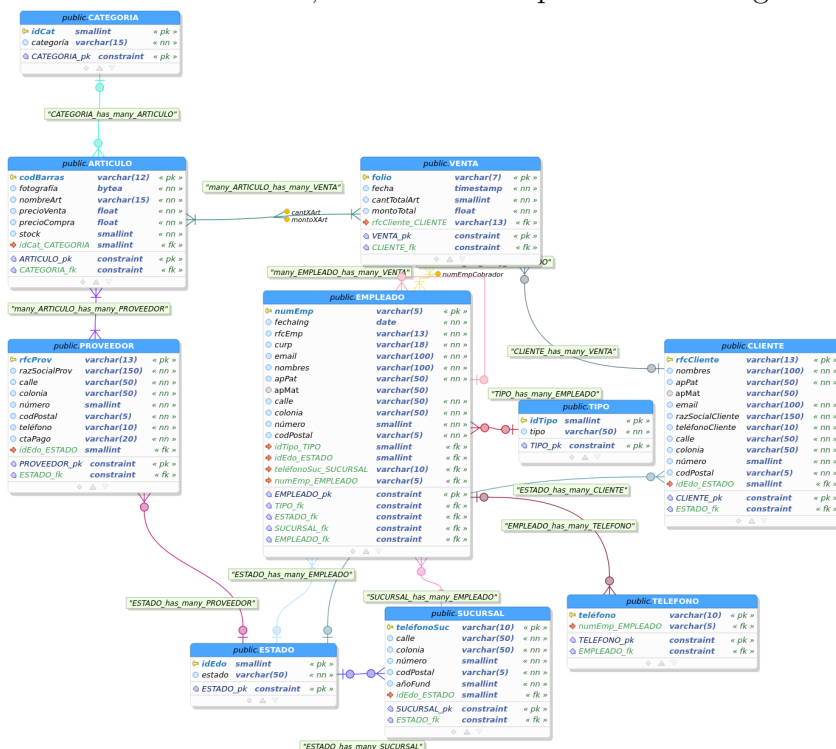 public.CATEGORIA
idCat smallint « pk »
categoría varchar(15) « nn »
CATEGORIA_pk constraint « pk »
"CATEGORIA_has_many_ARTICULO"
public.ARTICULO
codBarras varchar(12) « pk »
fotografía bytea « nn »
nombreArt varchar(15) « nn »
precioVenta float « nn »
precioCompra float « nn »
stock smallint « nn »
idCat_CATEGORIA smallint « fk »
ARTICULO_pk constraint « pk »
CATEGORIA_fk constraint « fk »
"many_ARTICULO_has_many_VENTA"
cantXArt
montoXArt
public.VENTA
folio varchar(7) « pk »
fecha timestamp « nn »
cantTotalArt smallint « nn »
montoTotal float « nn »
rfcCliente_CLIENTE varchar(13) « fk »
VENTA_pk constraint « pk »
CLIENTE_fk constraint « fk »
"many_EMPLEADO_has_many_VENTA"
numEmpCobrador
"many_ARTICULO_has_many_PROVEEDOR"
public.PROVEEDOR
rfcProv varchar(13) « pk »
razSocialProv varchar(150) « nn »
calle varchar(50) « nn »
colonia varchar(50) « nn »
número smallint « nn »
codPostal varchar(5) « nn »
teléfono varchar(10) « nn »
ctaPago varchar(20) « nn »
idEdo_ESTADO smallint « fk »
PROVEEDOR_pk constraint « pk »
ESTADO_fk constraint « fk »
public.EMPLEADO
numEmp varchar(5) « pk »
fechaIng date « nn »
rfcEmp varchar(13) « nn »
curp varchar(18) « nn »
email varchar(100) « nn »
nombres varchar(100) « nn »
apPat varchar(50) « nn »
apMat varchar(50)
calle varchar(50) « nn »
colonia varchar(50) « nn »
número smallint « nn »
codPostal varchar(5) « nn »
idTipo_TIPO smallint « fk »
idEdo_ESTADO smallint « fk »
teléfonoSuc_SUCURSAL varchar(10) « fk »
numEmp_EMPLEADO varchar(5) « fk »
EMPLEADO_pk constraint « pk »
TIPO_fk constraint « fk »
ESTADO_fk constraint « fk »
SUCURSAL_fk constraint « fk »
EMPLEADO_fk constraint « fk »
"CLIENTE_has_many_VENTA"
public.CLIENTE
rfcCliente varchar(13) « pk »
nombres varchar(100) « nn »
apPat varchar(50) « nn »
apMat varchar(50)
email varchar(100) « nn »
razSocialCliente varchar(150) « nn »
teléfonoCliente varchar(10) « nn »
calle varchar(50) « nn »
colonia varchar(50) « nn »
número smallint « nn »
codPostal varchar(5) « nn »
idEdo_ESTADO smallint « fk »
CLIENTE_pk constraint « pk »
ESTADO_fk constraint « fk »
"TIPO_has_many_EMPLEADO"
public.TIPO
idTipo smallint « pk »
tipo varchar(50) « nn »
TIPO_pk constraint « pk »
"ESTADO_has_many_CLIENTE"
"EMPLEADO_has_many_TELEFONO"
"ESTADO_has_many_EMPLEADO"
"ESTADO_has_many_PROVEEDOR"
"SUCURSAL_has_many_EMPLEADO"
public.TELEFONO
teléfono varchar(10) « pk »
numEmp_EMPLEADO varchar(5) « fk »
TELEFONO_pk constraint « pk »
EMPLEADO_fk constraint « fk »
public.ESTADO
idEdo smallint « pk »
estado varchar(50) « nn »
ESTADO_pk constraint « pk »
public.SUCURSAL
teléfonoSuc varchar(10) « pk »
calle varchar(50) « nn »
colonia varchar(50) « nn »
número smallint « nn »
codPostal varchar(5) « nn »
añoFund smallint « nn »
idEdo_ESTADO smallint « fk »
SUCURSAL_pk constraint « pk »
ESTADO_fk constraint « fk »
"ESTADO_has_many_SUCURSAL"